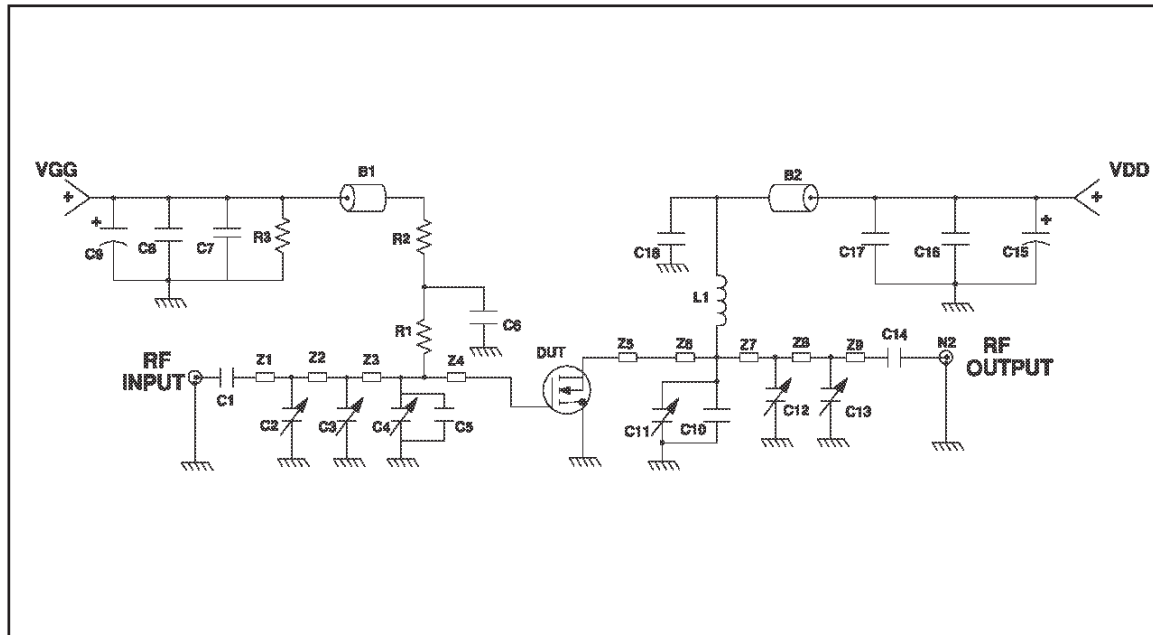 B1
B2
VGG
VDD
+
+
+
+
C9
C8
C7
R3
R2
C18
C17
C16
C15
L1
R1
C6
RF
INPUT
Z1
Z2
Z3
Z4
DUT
Z5
Z6
Z7
Z8
Z9
C14
N2
RF
OUTPUT
C1
C2
C3
C4
C5
C11
C10
C12
C13